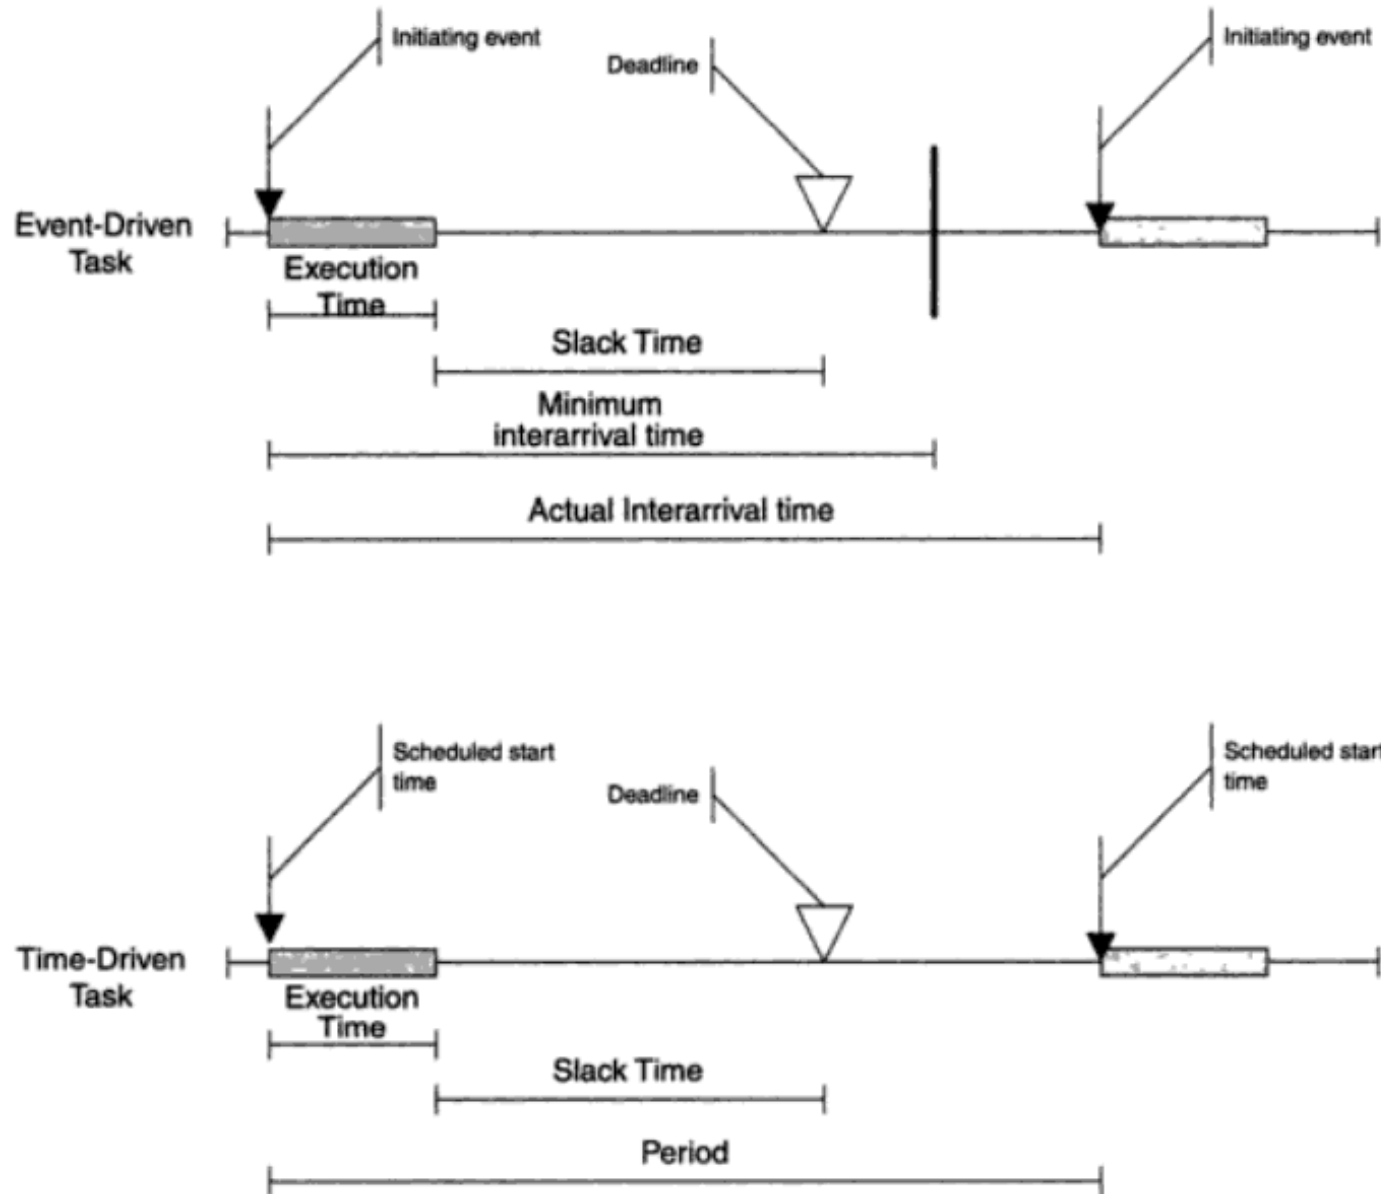 Initiating event
Initiating event
Deadline
Event-Driven
Task
Execution
Time
Slack Time
Minimum
interarrival time
Actual Interarrival time
Scheduled start
time
Scheduled start
time
Deadline
Time-Driven
Task
Execution
Time
Slack Time
Period